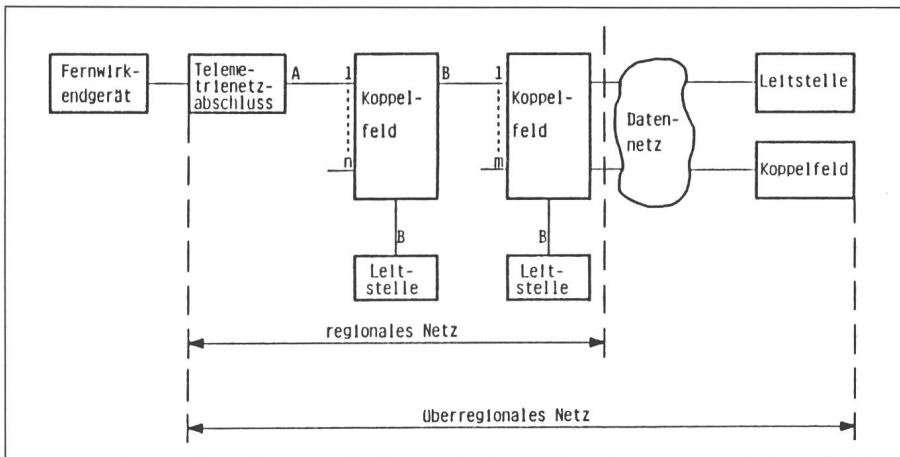 Fernwirk-
endgerät
Teleme-
trienetz-
abschluss
A
1
n
Koppel-
feld
B
1
m
Koppel-
feld
Daten-
netz
Leitstelle
Koppelfeld
B
Leit-
stelle
B
Leit-
stelle
regionales Netz
überregionales Netz